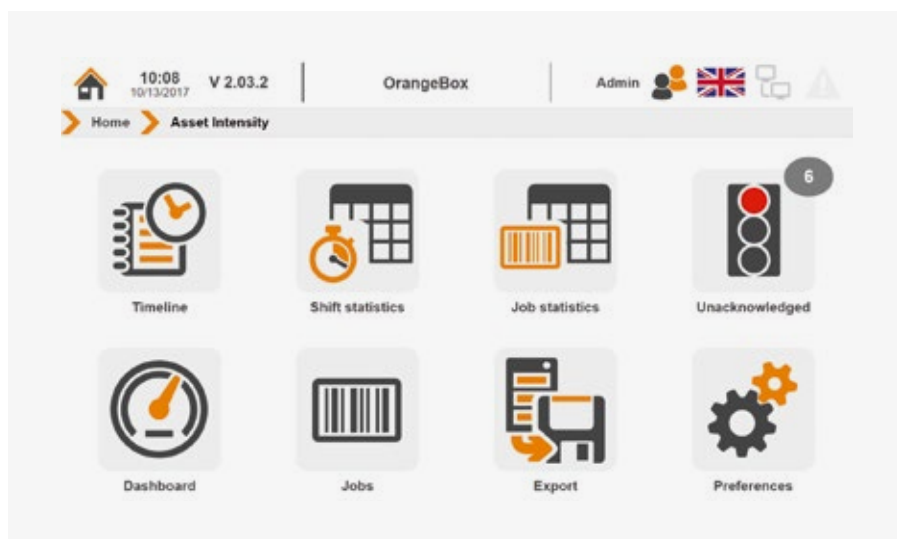 10:08
10/13/2017
V 2.03.2
OrangeBox
Admin
Home
Asset Intensity
6
Timeline
Shift statistics
Job statistics
Unacknowledged
Dashboard
Jobs
Export
Preferences